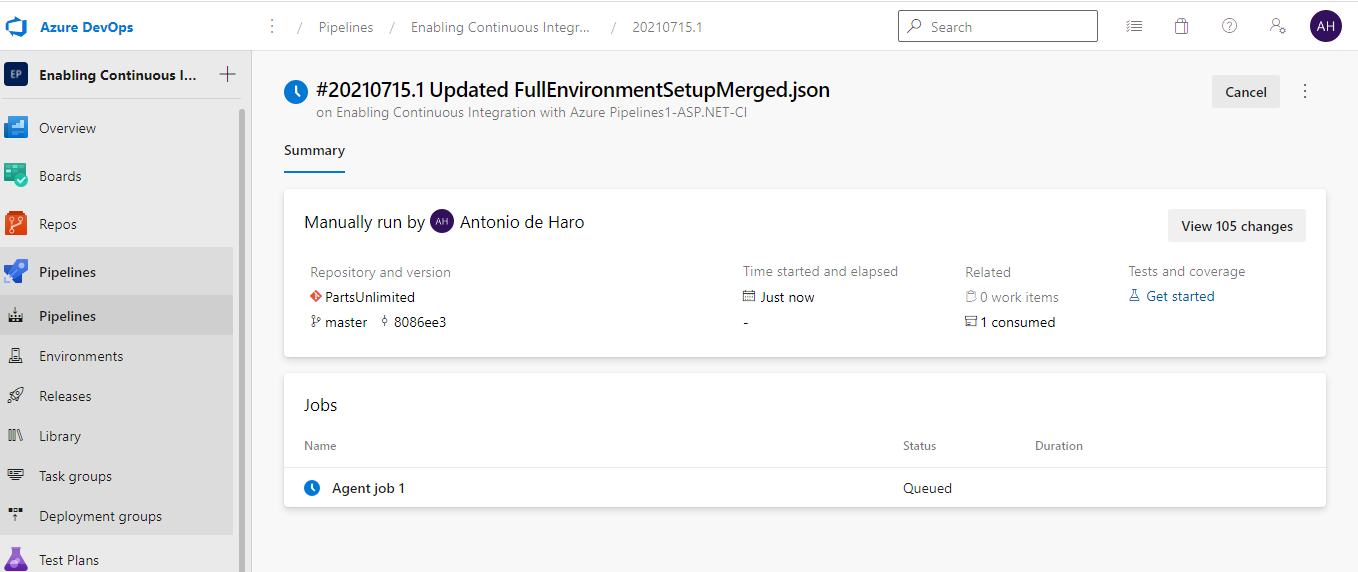 Azure DevOps
/ Pipelines / Enabling Continuous Integr... / 20210715.1
Search
AH
EP Enabling Continuous I...
Overview
Boards
Repos
Pipelines
Pipelines
Environments
Releases
Library
Task groups
Deployment groups
Test Plans
#20210715.1 Updated FullEnvironmentSetupMerged.json
on Enabling Continuous Integration with Azure Pipelines1-ASP.NET-CI
Cancel
Summary
Manually run by AH Antonio de Haro
View 105 changes
Repository and version
PartsUnlimited
master 8086ee3
Time started and elapsed
Just now
-
Related
0 work items
1 consumed
Tests and coverage
Get started
Jobs
Name Status Duration
Agent job 1 Queued